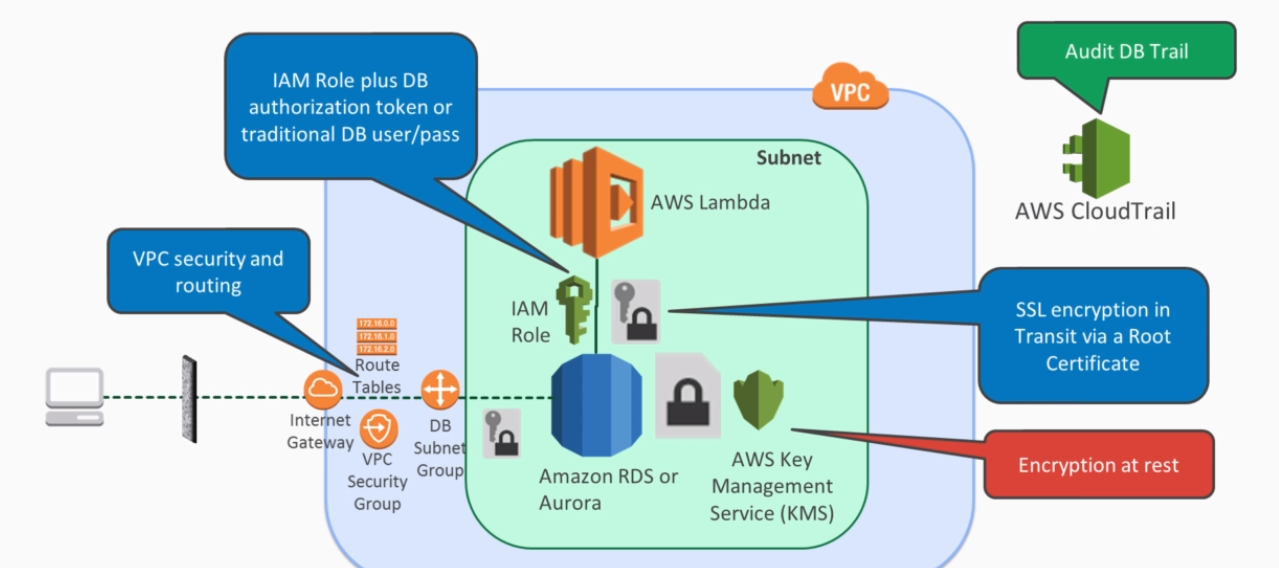 IAM Role plus DB
authorization token or
traditional DB user/pass
VPC
Audit DB Trail
Subnet
AWS Lambda
AWS CloudTrail
VPC security and
routing
IAM
Role
SSL encryption in
Transit via a Root
Certificate
172.16.0.0
172.16.1.0
172.16.2.0
Route
Tables
Internet
Gateway
VPC
Security
Group
DB
Subnet
Group
Amazon RDS or
Aurora
AWS Key
Management
Service (KMS)
Encryption at rest